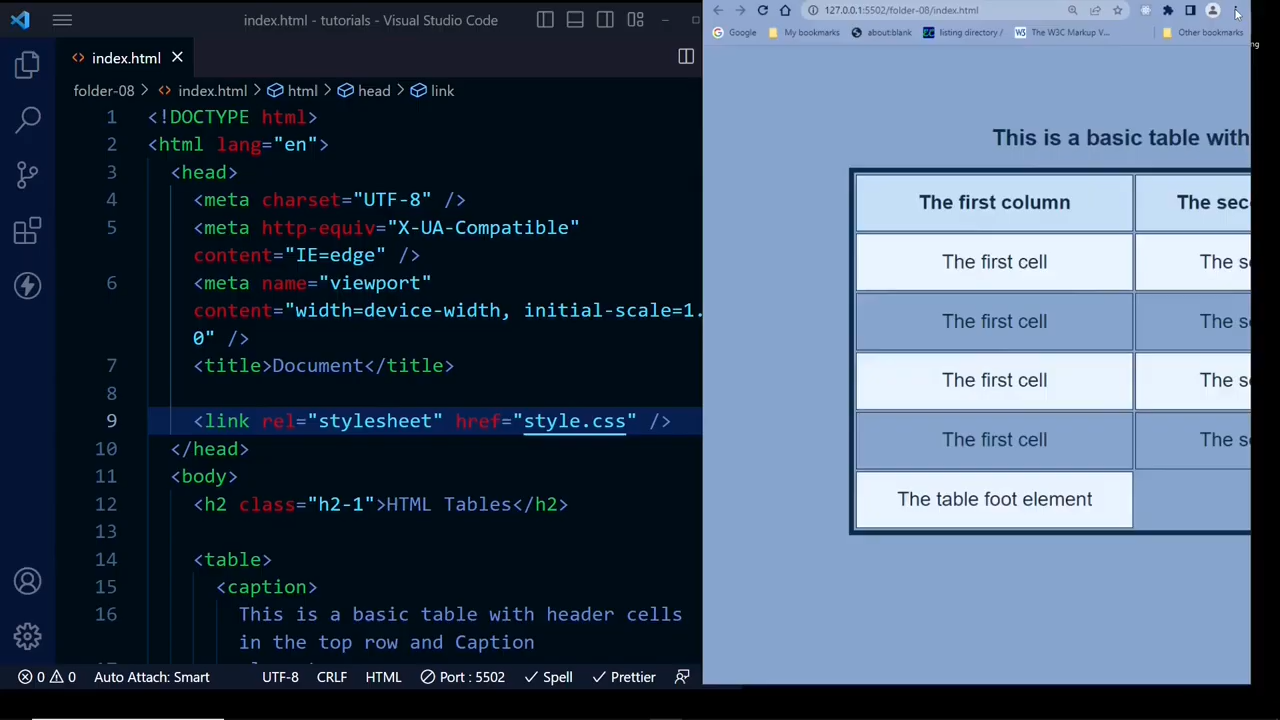 index.html - tutorials - Visual Studio Code
index.html
folder-08 > index.html > html > head > link
1 <!DOCTYPE html>
2 <html lang="en">
3 <head>
4 <meta charset="UTF-8" />
5 <meta http-equiv="X-UA-Compatible"
content="IE=edge" />
6 <meta name="viewport"
content="width=device-width, initial-scale=1.
0" />
7 <title>Document</title>
8
9 <link rel="stylesheet" href="style.css" />
10 </head>
11 <body>
12 <h2 class="h2-1">HTML Tables</h2>
13
14 <table>
15 <caption>
16 This is a basic table with header cells
in the top row and Caption
0 0 Auto Attach: Smart UTF-8 CRLF HTML Port : 5502 Spell Prettier
127.0.0.1:5502/folder-08/index.html
Google My bookmarks about:blank listing directory / The W3C Markup V... Other bookmarks
This is a basic table with
The first column The sec
The first cell The s
The first cell The s
The first cell The s
The first cell The s
The table foot element